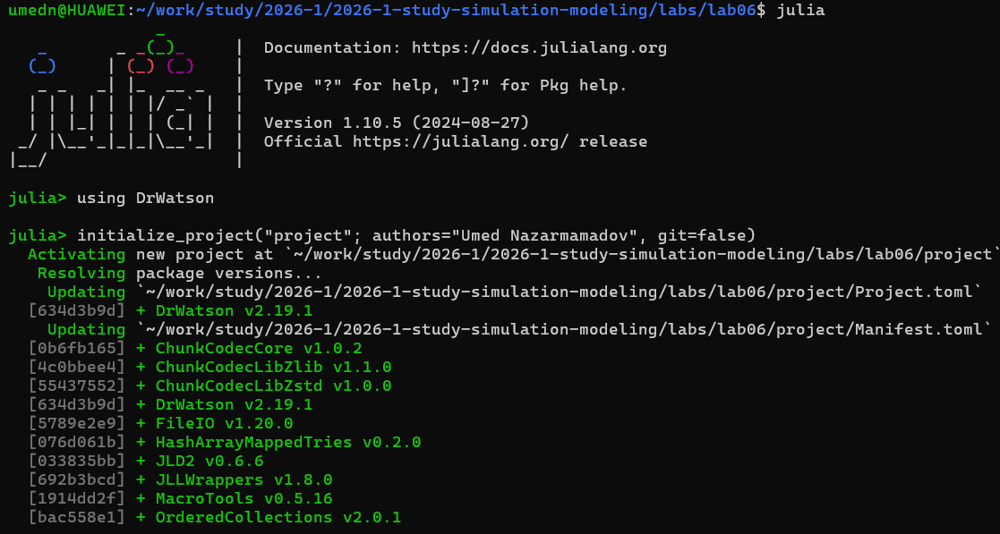 umedn@HUAWEI:~/work/study/2026-1/2026-1-study-simulation-modeling/labs/lab06$ julia
Documentation: https://docs.julialang.org
Type "?" for help, "]?" for Pkg help.
Version 1.10.5 (2024-08-27)
Official https://julialang.org/ release
julia> using DrWatson
julia> initialize_project("project"; authors="Umed Nazarmamadov", git=false)
Activating new project at `~/work/study/2026-1/2026-1-study-simulation-modeling/labs/lab06/project`
Resolving package versions...
Updating `~/work/study/2026-1/2026-1-study-simulation-modeling/labs/lab06/project/Project.toml`
[634d3b9d] + DrWatson v2.19.1
Updating `~/work/study/2026-1/2026-1-study-simulation-modeling/labs/lab06/project/Manifest.toml`
[0b6fb165] + ChunkCodecCore v1.0.2
[4c0bbee4] + ChunkCodecLibZlib v1.1.0
[55437552] + ChunkCodecLibZstd v1.0.0
[634d3b9d] + DrWatson v2.19.1
[5789e2e9] + FileIO v1.20.0
[076d061b] + HashArrayMappedTries v0.2.0
[033835bb] + JLD2 v0.6.6
[692b3bcd] + JLLWrappers v1.8.0
[1914dd2f] + MacroTools v0.5.16
[bac558e1] + OrderedCollections v2.0.1